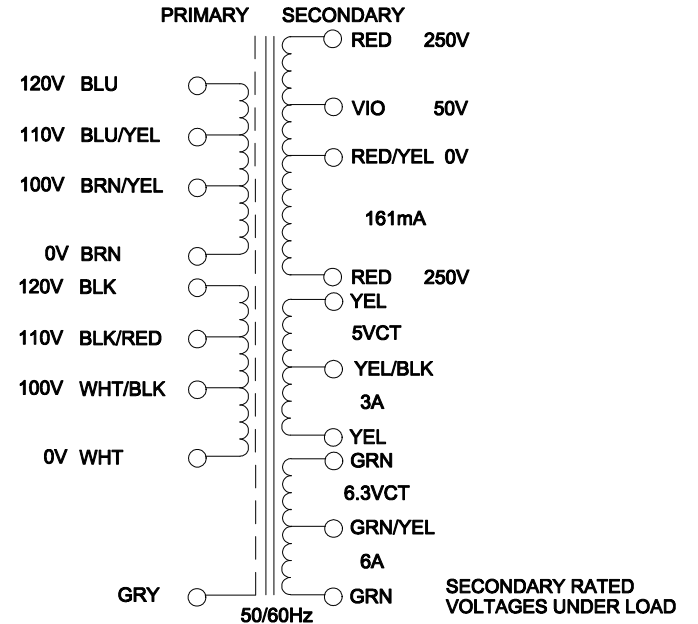 PRIMARY SECONDARY
RED 250V
120V BLU
VIO 50V
110V BLU/YEL
RED/YEL 0V
100V BRN/YEL
161mA
0V BRN
RED 250V
120V BLK
YEL
5VCT
110V BLK/RED
YEL/BLK
100V WHT/BLK
3A
YEL
0V WHT
GRN
6.3VCT
GRN/YEL
6A
GRY
GRN
SECONDARY RATED
VOLTAGES UNDER LOAD
50/60Hz